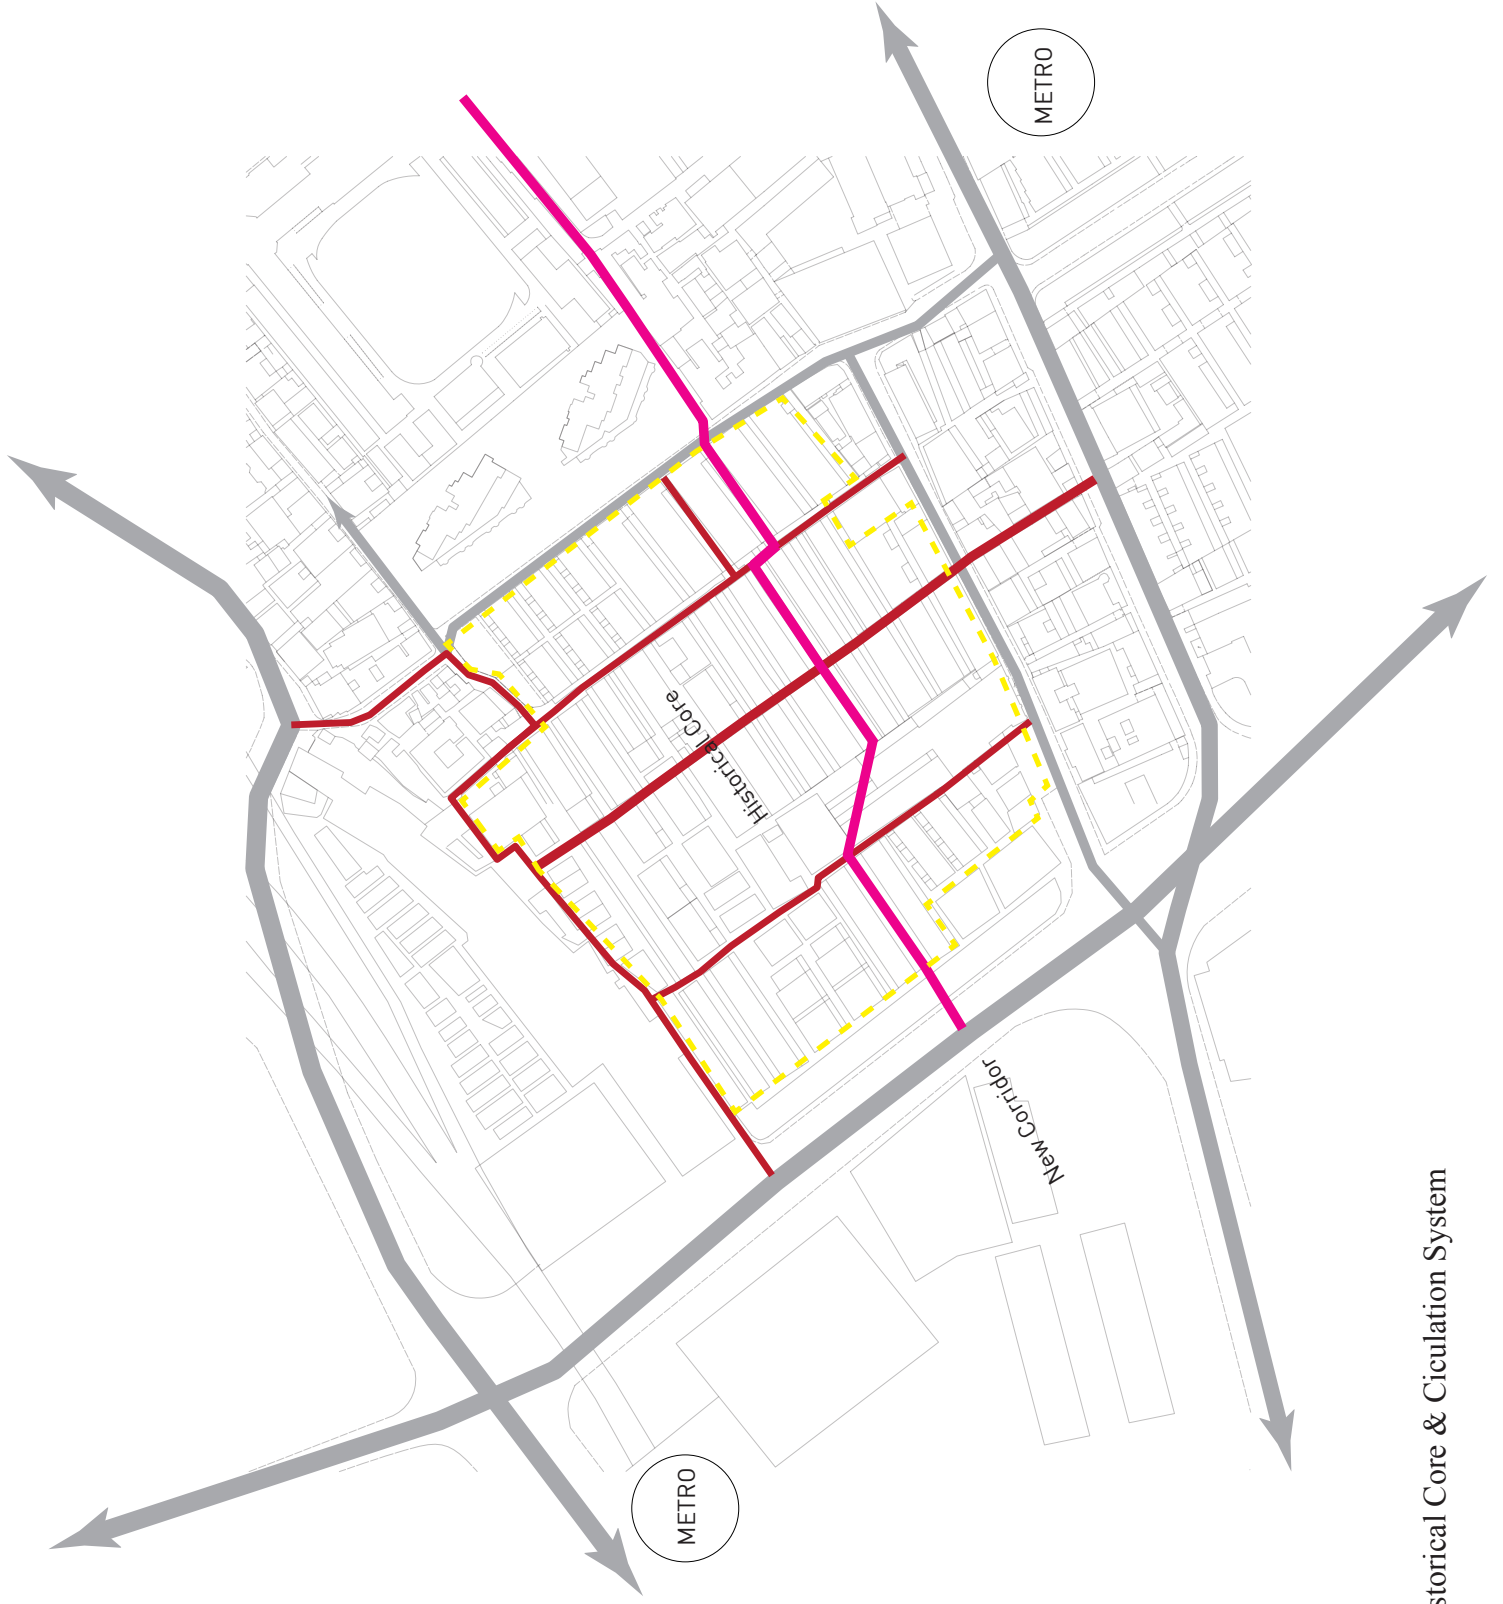 METRO
Historical Core
New Corridor
METRO
storical Core & Ciculation System